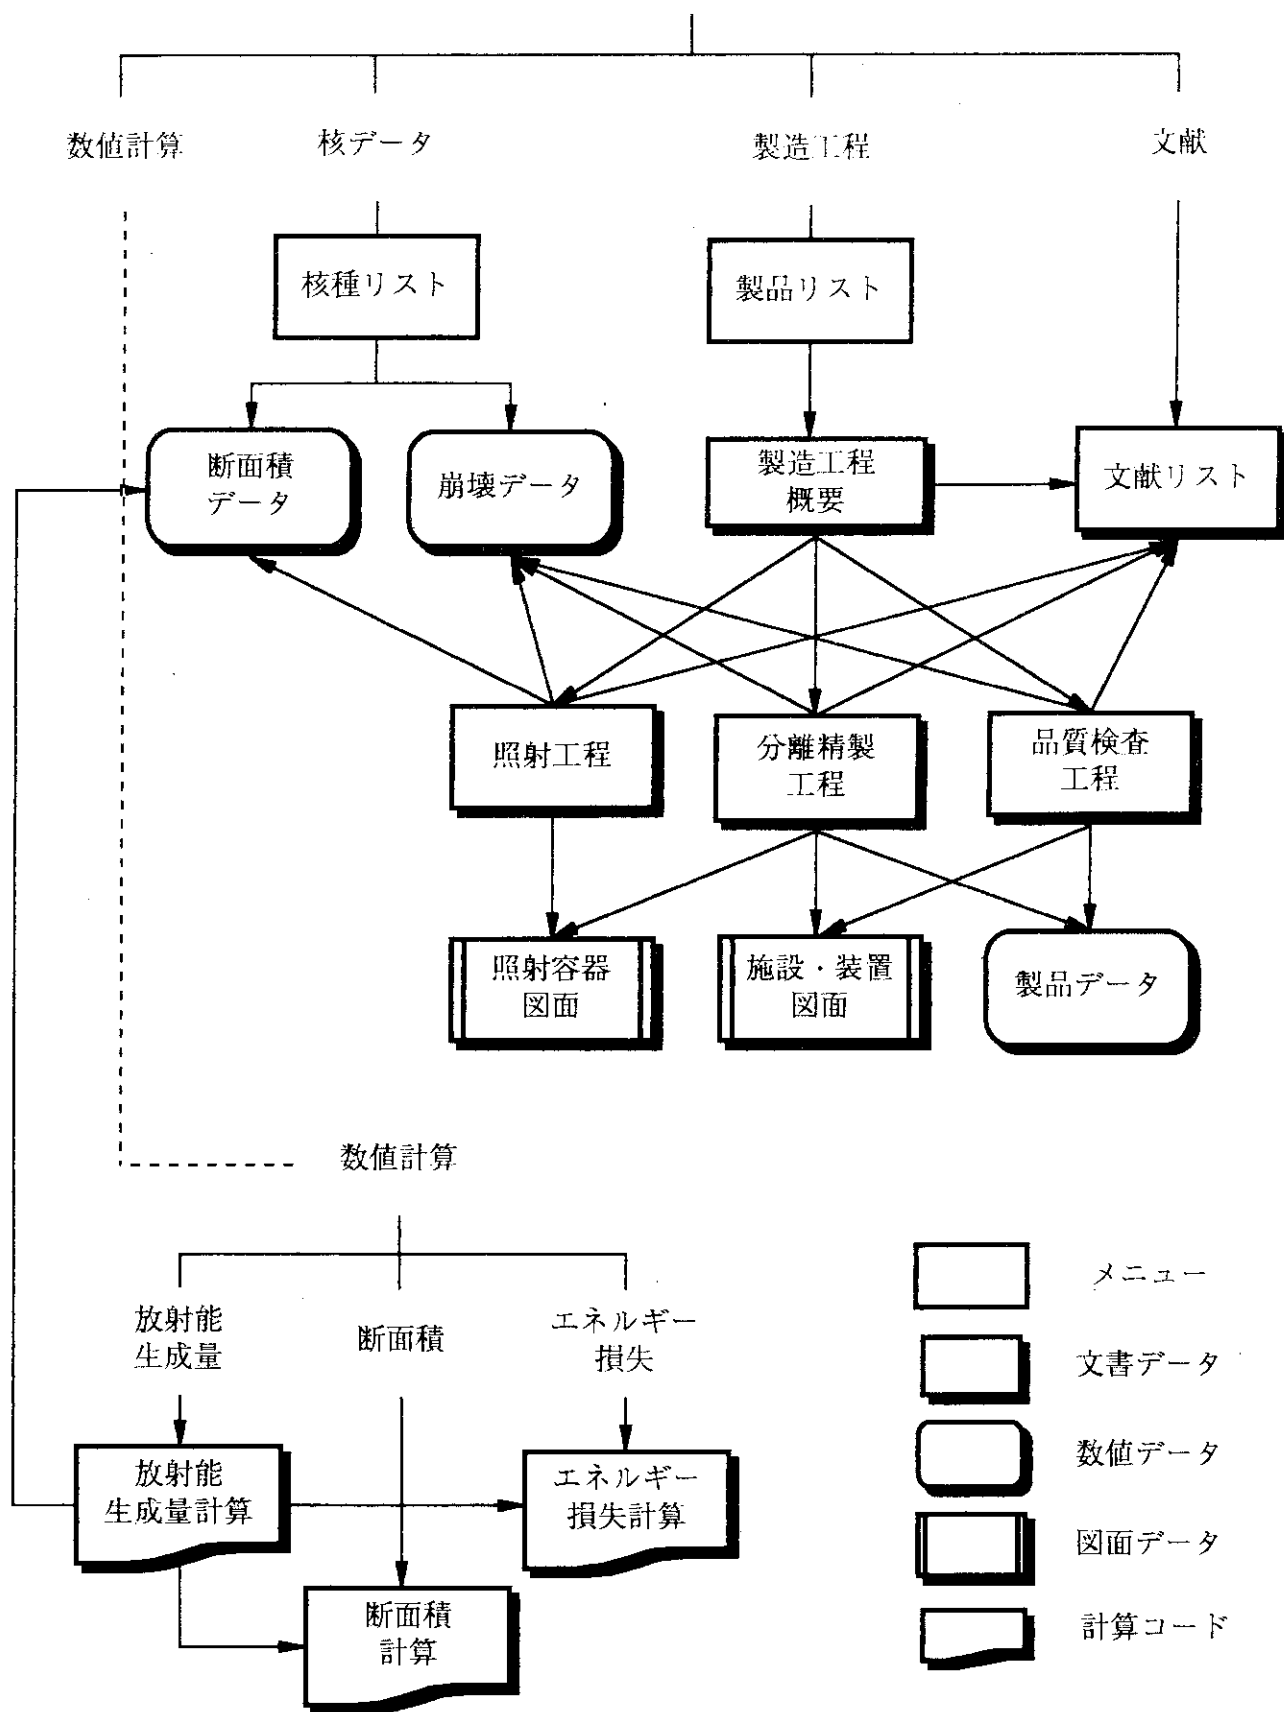 数値計算
核データ
製造工程
文献
核種リスト
製品リスト
断面積
データ
崩壊データ
製造工程
概要
文献リスト
照射工程
分離精製
工程
品質検査
工程
照射容器
図面
施設・装置
図面
製品データ
数値計算
放射能
生成量
断面積
エネルギー
損失
放射能
生成量計算
エネルギー
損失計算
断面積
計算
メニュー
文書データ
数値データ
図面データ
計算コード